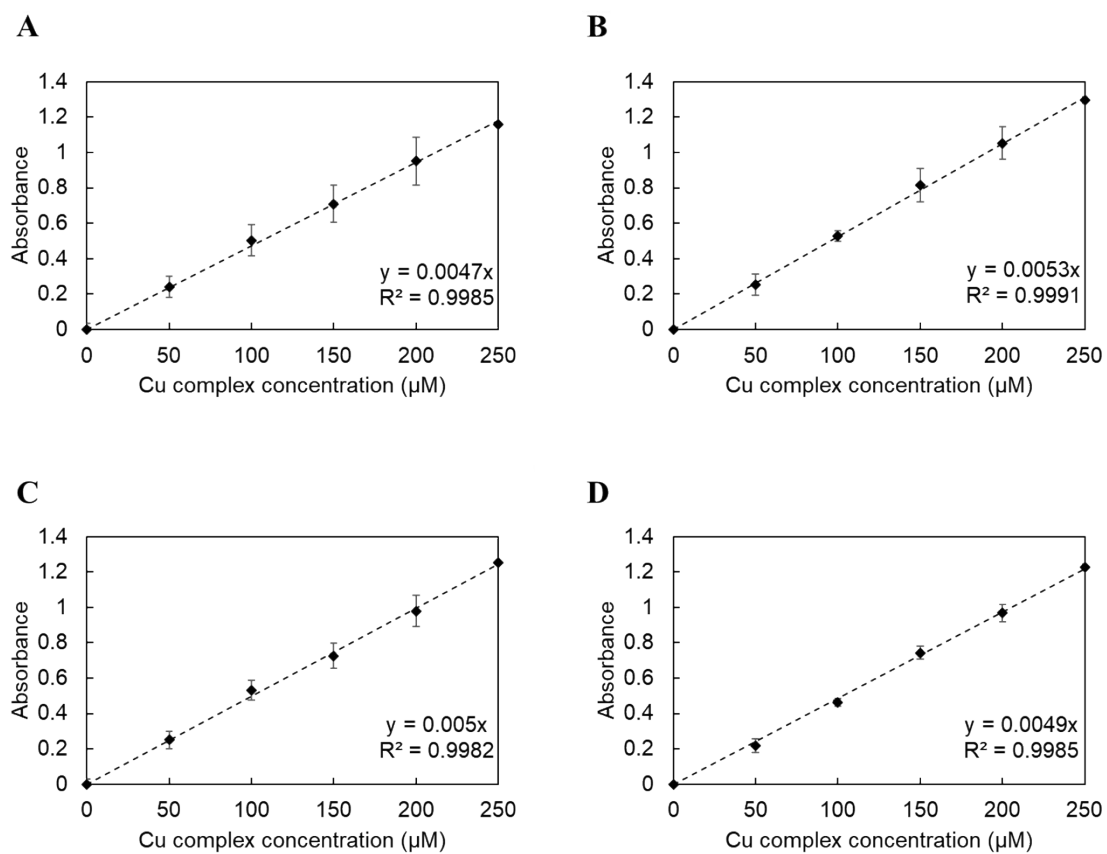 A
1.4
1.2
1
0.8
0.6
0.4
0.2
0
Absorbance
y = 0.0047x
R² = 0.9985
0 50 100 150 200 250
Cu complex concentration (µM)
B
1.4
1.2
1
0.8
0.6
0.4
0.2
0
Absorbance
y = 0.0053x
R² = 0.9991
0 50 100 150 200 250
Cu complex concentration (µM)
C
1.4
1.2
1
0.8
0.6
0.4
0.2
0
Absorbance
y = 0.005x
R² = 0.9982
0 50 100 150 200 250
Cu complex concentration (µM)
D
1.4
1.2
1
0.8
0.6
0.4
0.2
0
Absorbance
y = 0.0049x
R² = 0.9985
0 50 100 150 200 250
Cu complex concentration (µM)